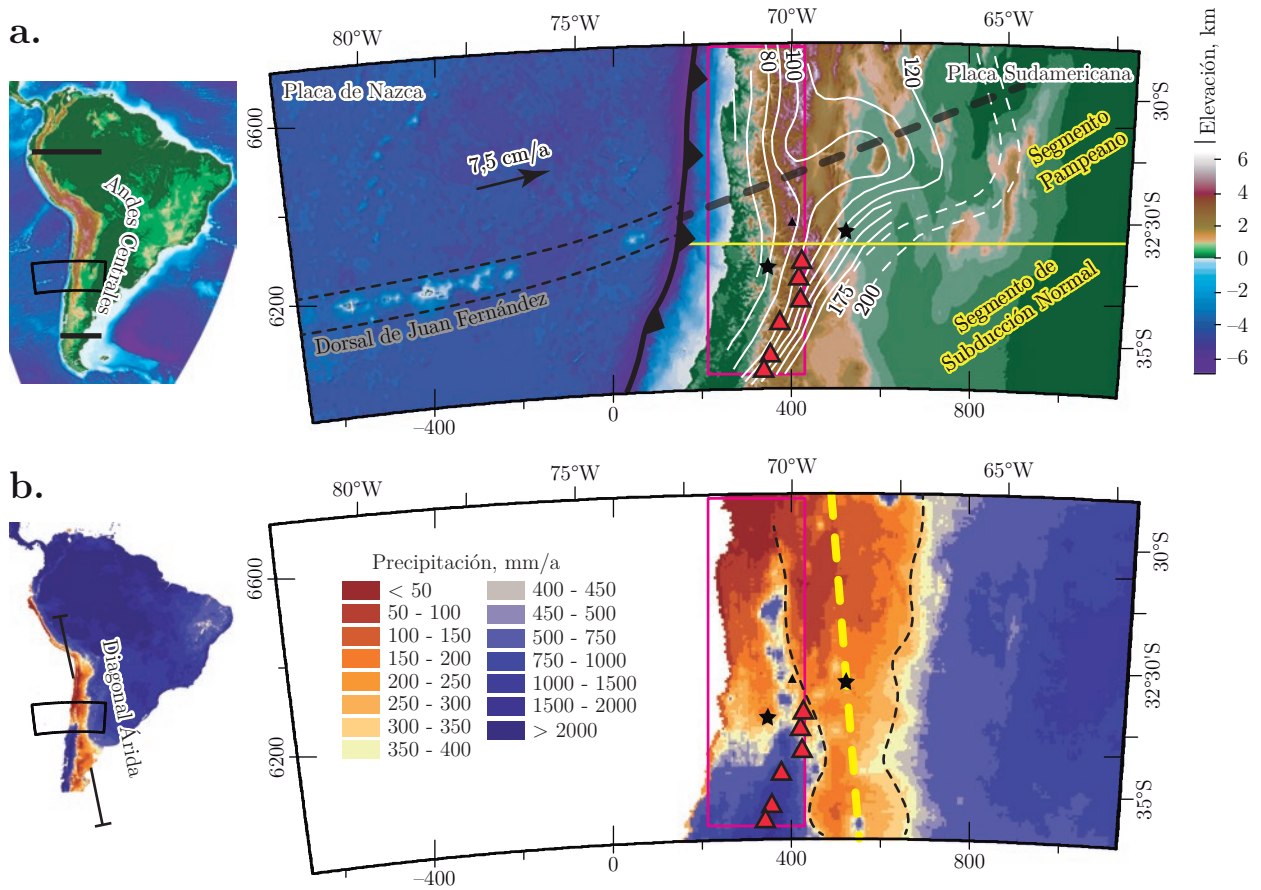 a.
80°W
75°W
70°W
65°W
Elevación, km
6
4
2
0
−2
−4
−6
Andes Centrales
Placa de Nazca
Placa Sudamericana
7,5 cm/a
80
100
120
175
200
Segmento
Pampeano
Segmento de
Subducción Normal
Dorsal de Juan Fernández
6600
6200
30°S
32°30'S
35°S
−400
0
400
800
b.
80°W
75°W
70°W
65°W
Diagonal Árida
Precipitación, mm/a
< 50
50 - 100
100 - 150
150 - 200
200 - 250
250 - 300
300 - 350
350 - 400
400 - 450
450 - 500
500 - 750
750 - 1000
1000 - 1500
1500 - 2000
> 2000
6600
6200
30°S
32°30'S
35°S
−400
0
400
800